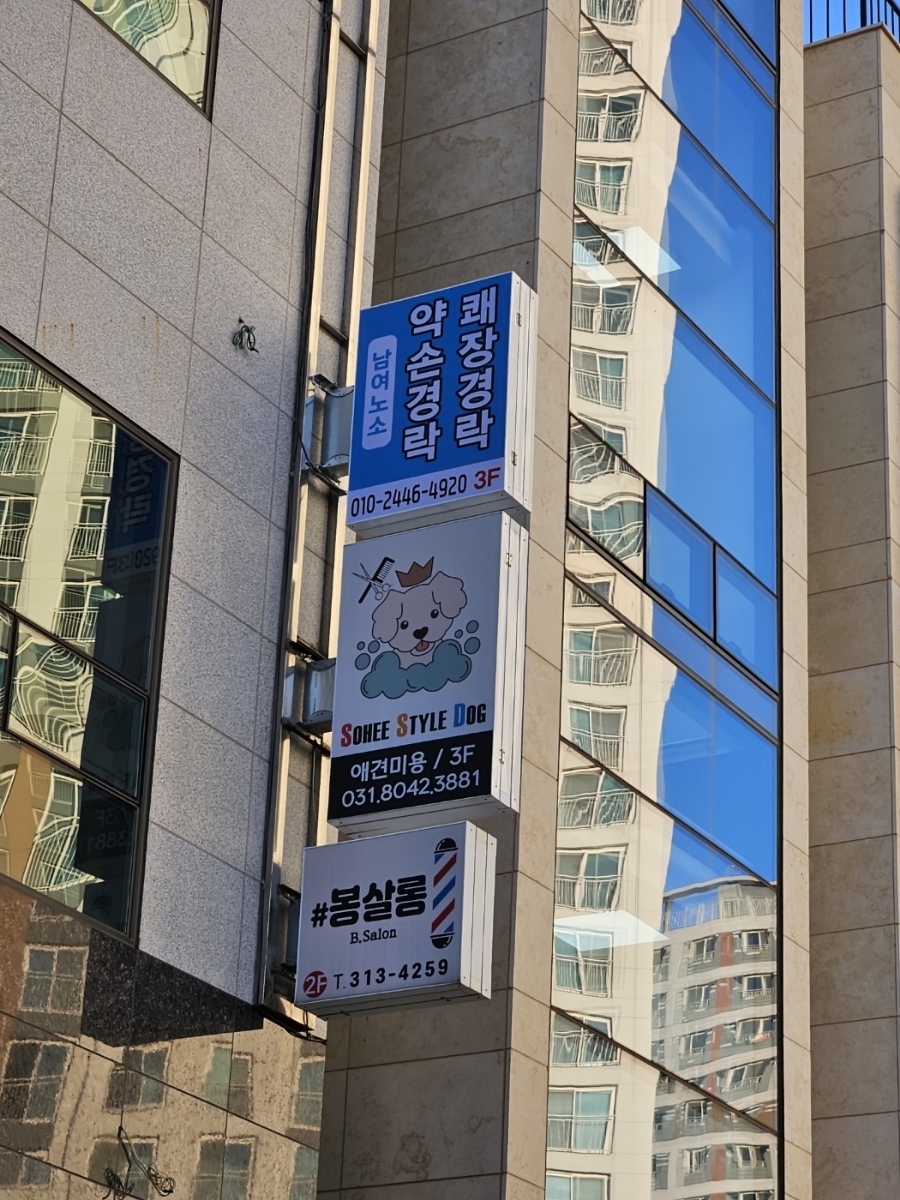 쾌장경락
약손경락
남여노소
010-2446-4920 3F
SOHEE STYLE DOG
애견미용 / 3F
031.8042.3881
#봉살롱
B.Salon
2F T.313-4259